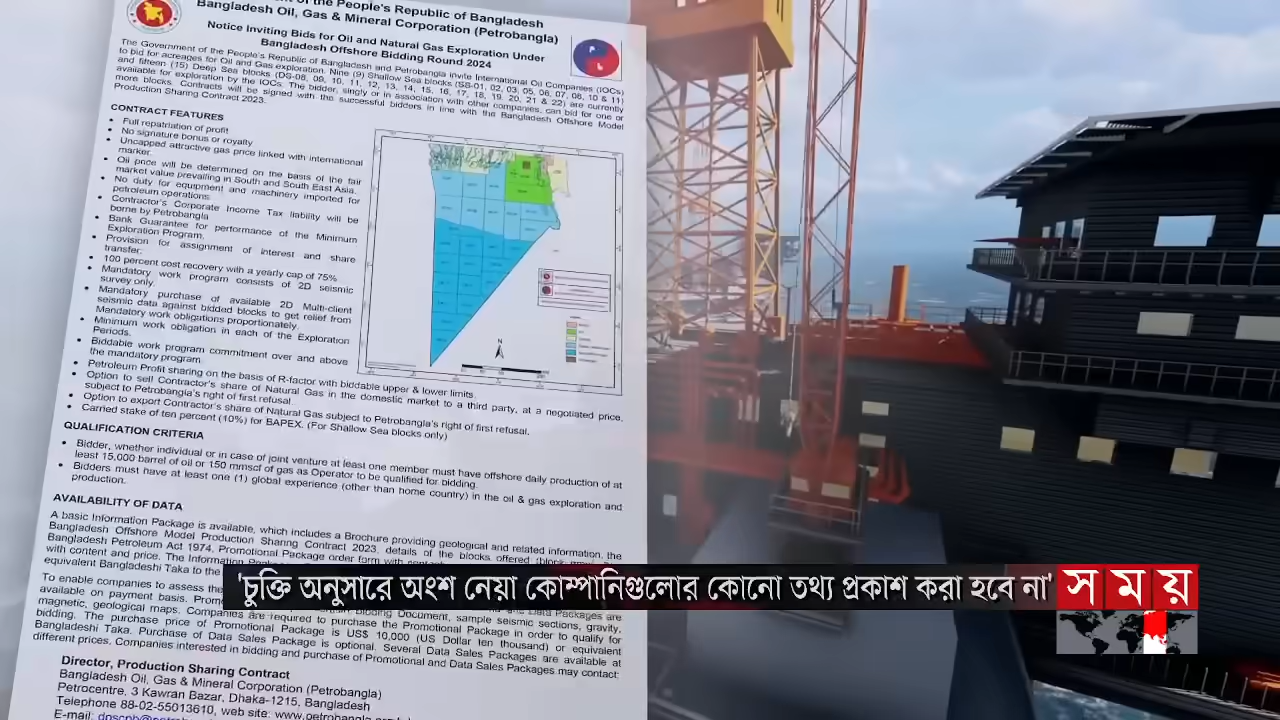 of the People's Republic of Bangladesh
Bangladesh Oil, Gas & Mineral Corporation (Petrobangla)
Notice Inviting Bids for Oil and Natural Gas Exploration Under
Bangladesh Offshore Bidding Round 2024
The Government of the People's Republic of Bangladesh and Petrobangla invite International Oil Companies (IOCs)
to bid for acreages for Oil and Gas exploration. Nine (9) Shallow Sea blocks (SS-01, 02, 03, 05, 06, 07, 08, 10 & 11)
and fifteen (15) Deep Sea blocks (DS-08, 09, 10, 11, 12, 13, 14, 15, 16, 17, 18, 19, 20, 21 & 22) are currently
available for exploration by the IOCs. The bidder, singly or in association with other companies, can bid for one or
more blocks. Contracts will be signed with the successful bidders in line with the Bangladesh Offshore Model
Production Sharing Contract 2023.
CONTRACT FEATURES
• Full repatriation of profit
• No signature bonus or royalty
• Uncapped attractive gas price linked with international
market.
• Oil price will be determined on the basis of the fair
market value prevailing in South and South East Asia.
• No duty for equipment and machinery imported for
petroleum operations.
• Contractor's Corporate Income Tax liability will be
borne by Petrobangla
• Bank Guarantee for performance of the Minimum
Exploration Program.
• Provision for assignment of interest and share
transfer.
• 100 percent cost recovery with a yearly cap of 75%
• Mandatory work program consists of 2D seismic
survey only.
• Mandatory purchase of available 2D Multi-client
seismic data against bidded blocks to get relief from
Mandatory work obligations proportionately.
• Minimum work obligation in each of the Exploration
Periods.
• Biddable work program commitment over and above
the mandatory program.
• Petroleum Profit sharing on the basis of R-factor with biddable upper & lower limits.
• Option to sell Contractor's share of Natural Gas in the domestic market to a third party, at a negotiated price,
subject to Petrobangla's right of first refusal.
• Option to export Contractor's share of Natural Gas subject to Petrobangla's right of first refusal.
• Carried stake of ten percent (10%) for BAPEX. (For Shallow Sea blocks only)
N
QUALIFICATION CRITERIA
• Bidder, whether individual or in case of joint venture at least one member must have offshore daily production of at
least 15,000 barrel of oil or 150 mmscf of gas as Operator to be qualified for bidding.
• Bidders must have at least one (1) global experience (other than home country) in the oil & gas exploration and
production.
AVAILABILITY OF DATA
A basic Information Package is available, which includes a Brochure providing geological and related information, the
Bangladesh Offshore Model Production Sharing Contract 2023, details of the blocks offered
Bangladesh Petroleum Act 1974, Promotional Package order form with
with content and price. The Information
equivalent Bangladeshi Taka to the
To enable companies to assess the
available on payment basis. Packages are
magnetic, geological maps. Companies are required to purchase the Promotional Package in order to qualify for
bidding. The purchase price of Promotional Package is US$ 10,000 (US Dollar ten thousand) or equivalent
Bangladeshi Taka. Purchase of Data Sales Package is optional. Several Data Sales Packages are available at
different prices. Companies interested in bidding and purchase of Promotional and Data Sales Packages may contact:
Director, Production Sharing Contract
Bangladesh Oil, Gas & Mineral Corporation (Petrobangla)
Petrocentre, 3 Kawran Bazar, Dhaka-1215, Bangladesh
Telephone 88-02-55013610, web site: www.petrobangla
E-mail:
'চুক্তি অনুসারে অংশ নেয়া কোম্পানিগুলোর কোনো তথ্য প্রকাশ করা হবে না'
সময়